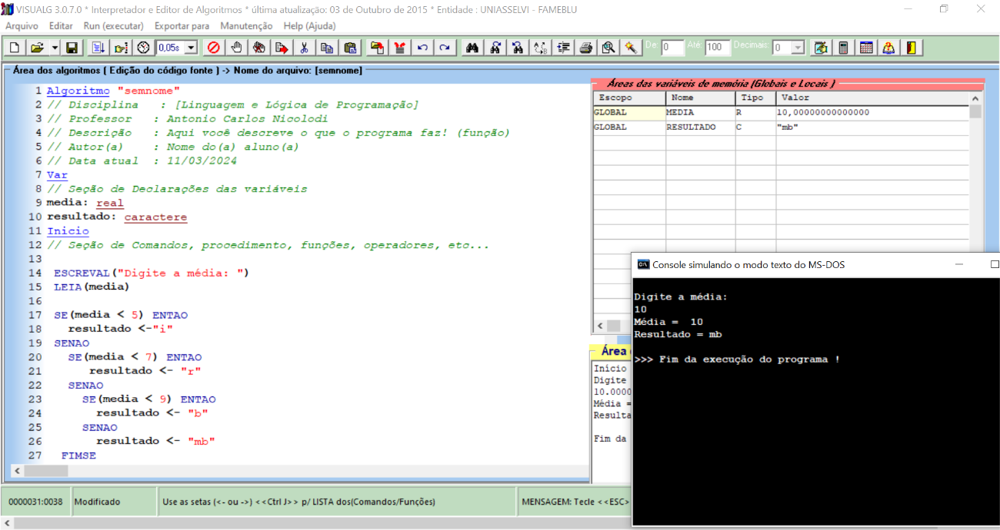 VISUALG 3.0.7.0 * Interpretador e Editor de Algoritmos * última atualização: 03 de Outubro de 2015 * Entidade : UNIASSELVI - FAMEBLU
Arquivo Editar Run (executar) Exportar para Manutenção Help (Ajuda)
0,05s De: 0 Até: 100 Decimais: 0
Área dos algoritmos ( Edição do código fonte ) -> Nome do arquivo: [semnome]
1 Algoritmo "semnome"
2 // Disciplina : [Linguagem e Lógica de Programação]
3 // Professor : Antonio Carlos Nicolodi
4 // Descrição : Aqui você descreve o que o programa faz! (função)
5 // Autor(a) : Nome do(a) aluno(a)
6 // Data atual : 11/03/2024
7 Var
8 // Seção de Declarações das variáveis
9 media: real
10 resultado: caractere
11 Inicio
12 // Seção de Comandos, procedimento, funções, operadores, etc...
13
14 ESCREVAL("Digite a média: ")
15 LEIA(media)
16
17 SE(media < 5) ENTAO
18 resultado <-"i"
19 SENAO
20 SE(media < 7) ENTAO
21 resultado <- "r"
22 SENAO
23 SE(media < 9) ENTAO
24 resultado <- "b"
25 SENAO
26 resultado <- "mb"
27 FIMSE
Áreas das variáveis de memória (Globais e Locais )
Escopo Nome Tipo Valor
GLOBAL MEDIA R 10,00000000000000
GLOBAL RESULTADO C "mb"
Área
Início
Digite
10.0000
Média =
Resulta
Fim da
Console simulando o modo texto do MS-DOS
Digite a média:
10
Média = 10
Resultado = mb
>>> Fim da execução do programa !
0000031:0038 Modificado Use as setas (<- ou ->) <<Ctrl J>> p/ LISTA dos(Comandos/Funções) MENSAGEM: Tecle <<ESC>